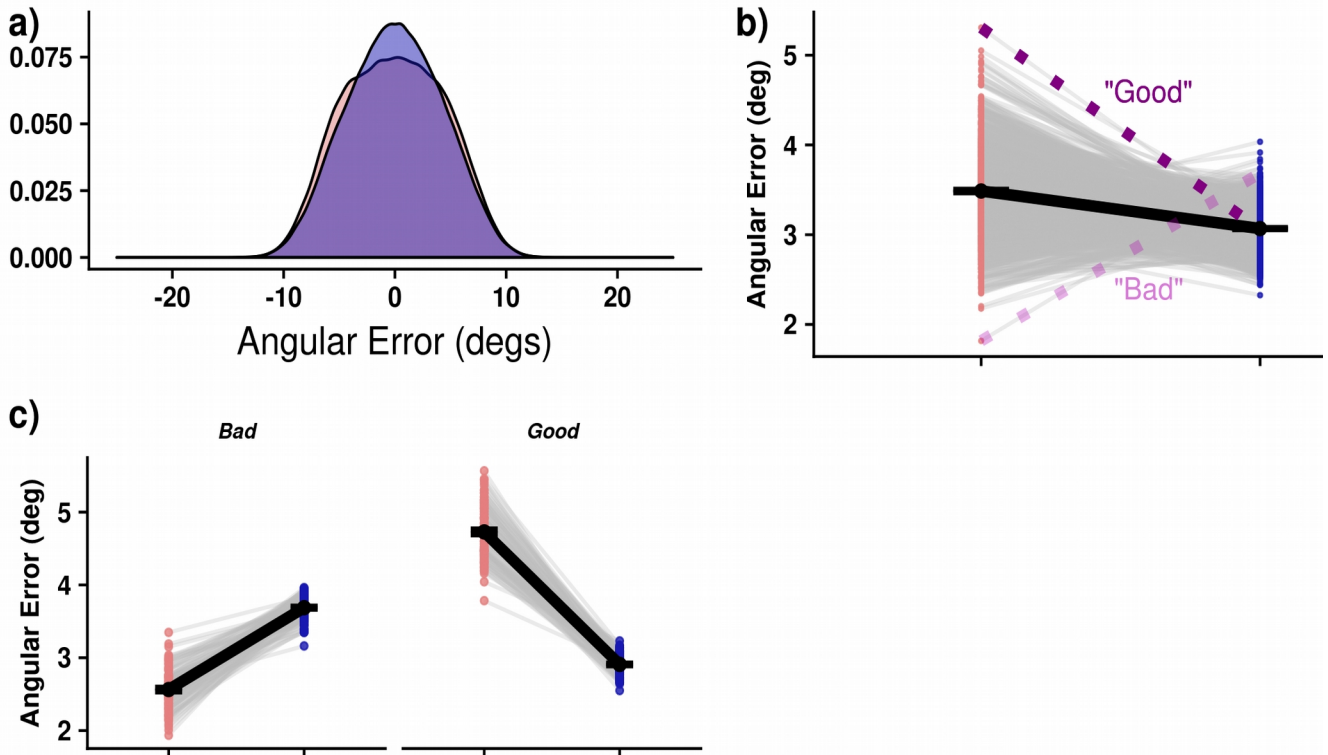 a)
0.075
0.050
0.025
0.000
-20 -10 0 10 20
Angular Error (degs)
b)
5
4
3
2
Angular Error (deg)
"Good"
"Bad"
c)
Bad Good
5
4
3
2
Angular Error (deg)